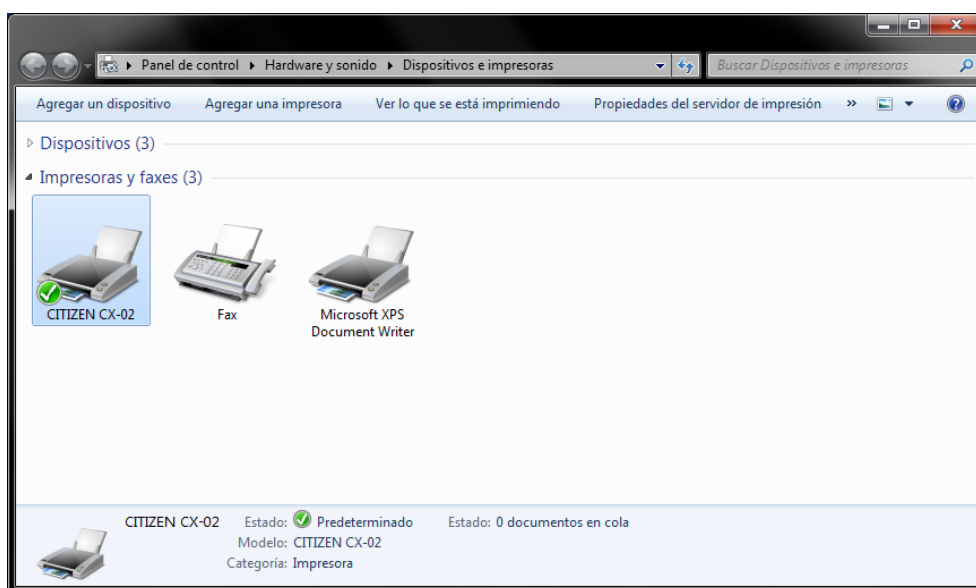 Panel de control Hardware y sonido Dispositivos e impresoras Buscar Dispositivos e impresoras
Agregar un dispositivo Agregar una impresora Ver lo que se está imprimiendo Propiedades del servidor de impresión »
Dispositivos (3)
Impresoras y faxes (3)
CITIZEN CX-02 Fax Microsoft XPS
Document Writer
CITIZEN CX-02 Estado: Predeterminado Estado: 0 documentos en cola
Modelo: CITIZEN CX-02
Categoría: Impresora